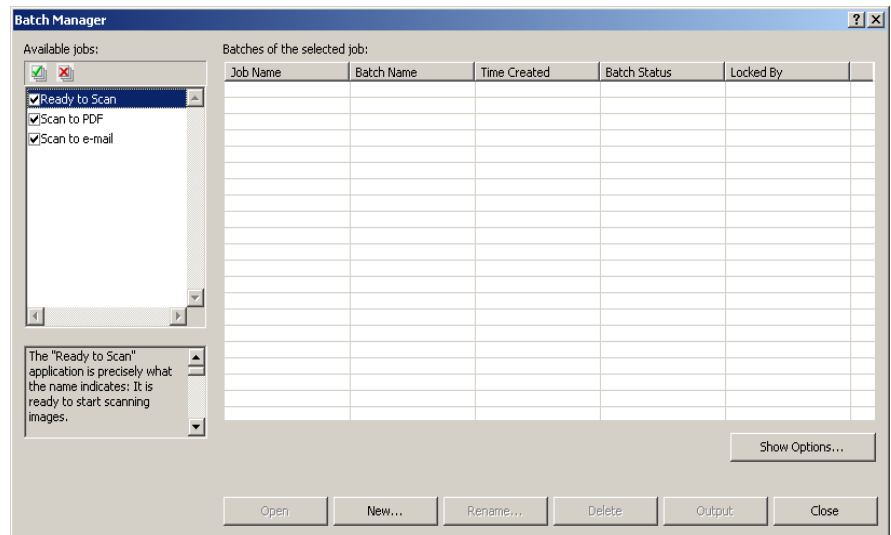 Batch Manager
Available jobs:
Ready to Scan
Scan to PDF
Scan to e-mail
The "Ready to Scan"
application is precisely what
the name indicates: It is
ready to start scanning
images.
Batches of the selected job:
Job Name Batch Name Time Created Batch Status Locked By
Show Options...
Open New... Rename... Delete Output Close